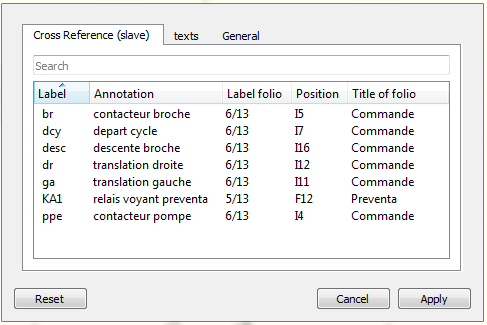 Cross Reference (slave) texts General
Search
Label Annotation Label folio Position Title of folio
br contacteur broche 6/13 I5 Commande
dcy depart cycle 6/13 I7 Commande
desc descente broche 6/13 I16 Commande
dr translation droite 6/13 I12 Commande
ga translation gauche 6/13 I11 Commande
KA1 relais voyant preventa 5/13 F12 Preventa
ppe contacteur pompe 6/13 I4 Commande
Reset Cancel Apply